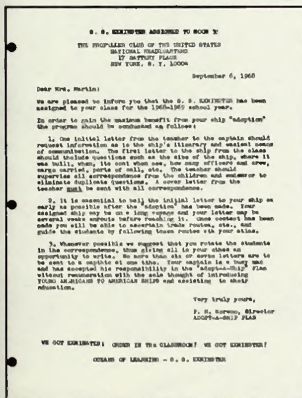 S. S. EXMINSTER ASSIGNED TO ROOM
THE PROPELLER CLUB OF THE UNITED STATES
NATIONAL HEADQUARTERS
17 BATTERY PLACE
NEW YORK, N. Y. 10004
September 6, 1968
Dear Mrs. Martin:
We are pleased to inform you that the S. S. EXMINSTER has been
assigned to your class for the 1968-1969 school year.
In order to gain the maximum benefit from your ship "adoption"
the program should be conducted as follows:
1. One initial letter from the teacher to the captain should
request information as to the ship's itinerary and easiest means
of communication. The first letter to the ship from the class
should include questions such as the size of the ship, where it
was built, when, its cost when new, how many officers and crew,
cargo carried, ports of call, etc. The teacher should
supervise all correspondence from the children and endeavor to
eliminate duplicate questions. A cover letter from the
teacher must be sent with all correspondence.
2. It is essential to mail the initial letter to your ship as
early as possible after the "adoption" has been made. Your
assigned ship may be on a long voyage and your letter may be
several weeks enroute before reaching it. Once contact has been
made you will be able to ascertain trade routes, etc., and
guide the students by following these routes via your atlas.
3. Whenever possible we suggest that you rotate the students
in the correspondence, thus giving all in your class an
opportunity to write. No more than six or seven letters are to
be sent to a captain at one time. Your captain is a busy man
and has accepted his responsibility in the "Adopt-a-Ship" Plan
without remuneration with the sole thought of introducing
YOUNG AMERICANS TO AMERICAN SHIPS and assisting in their
education.
Very truly yours,
Director
ADOPT-A-SHIP PLAN
WE GOT EXMINSTER! ORDER IN THE CLASSROOM! WE GOT EXMINSTER!
OCEANS OF LEARNING - S. S. EXMINSTER